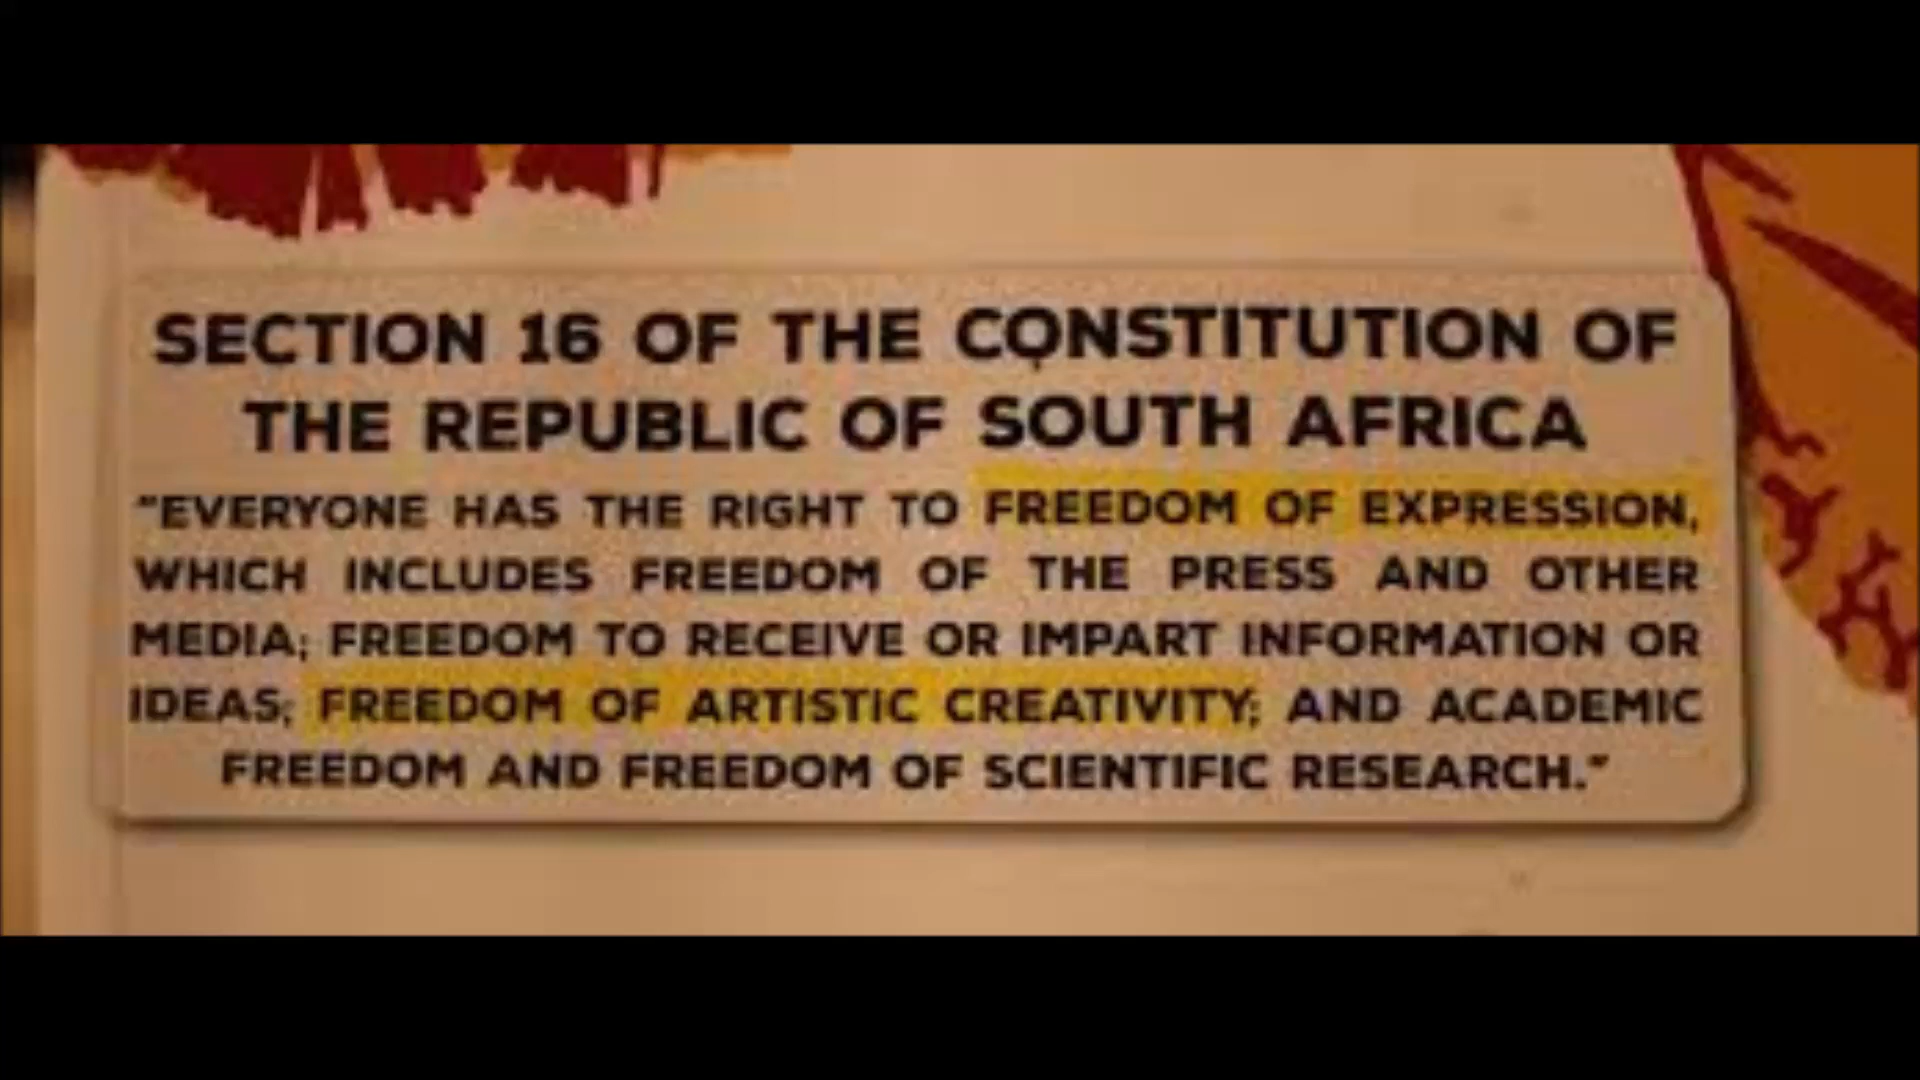 SECTION 16 OF THE CONSTITUTION OF
THE REPUBLIC OF SOUTH AFRICA
"EVERYONE HAS THE RIGHT TO FREEDOM OF EXPRESSION,
WHICH INCLUDES FREEDOM OF THE PRESS AND OTHER
MEDIA; FREEDOM TO RECEIVE OR IMPART INFORMATION OR
IDEAS; FREEDOM OF ARTISTIC CREATIVITY; AND ACADEMIC
FREEDOM AND FREEDOM OF SCIENTIFIC RESEARCH."